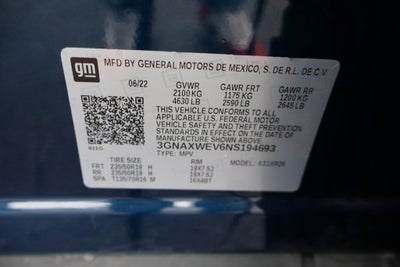 gm
MFD BY GENERAL MOTORS DE MEXICO, S. DE R.L. DE C.V.
06/22 GVWR GAWR FRT GAWR RR
2100 KG 1175 KG 1200 KG
4630 LB 2590 LB 2645 LB
THIS VEHICLE CONFORMS TO ALL
APPLICABLE U.S. FEDERAL MOTOR
VEHICLE SAFETY AND THEFT
PREVENTION STANDARDS IN EFFECT
ON THE DATE OF
MANUFACTURE SHOWN ABOVE.
3GNAXWEV6NS194693
TYPE: MPV MODEL:
TIRE SIZE RIM
FRT 235/50R19 H 19X7.5J
RR 235/50R19 H 19X7.5J
SPA T135/70R16 M 16X4BT